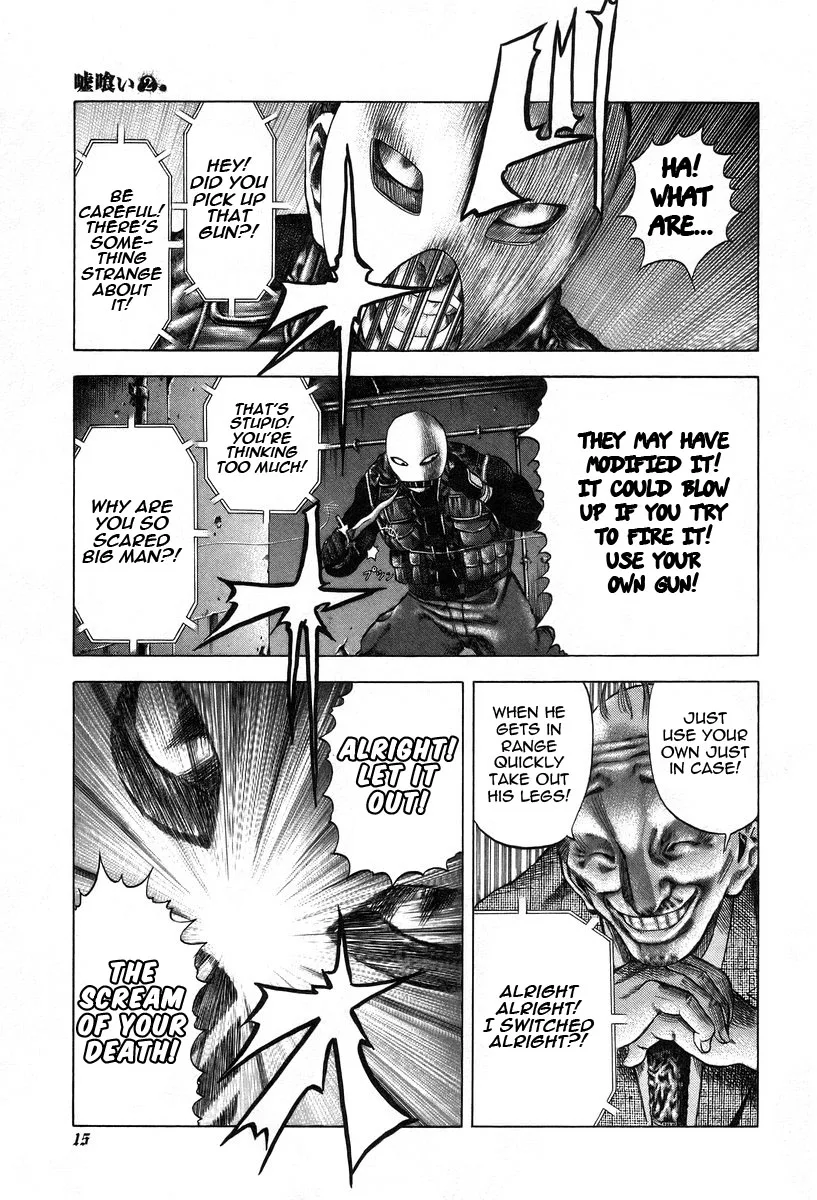 嘘喰い 2.
HA!
WHAT
ARE...
HEY!
DID YOU
PICK UP
THAT
GUN?!
BE
CAREFUL!
THERE'S
SOME-
THING
STRANGE
ABOUT
IT!
THEY MAY HAVE
MODIFIED IT!
IT COULD BLOW
UP IF YOU TRY
TO FIRE IT!
USE YOUR
OWN GUN!
プツン
THAT'S
STUPID!
YOU'RE
THINKING
TOO MUCH!
WHY ARE
YOU SO
SCARED
BIG MAN?!
JUST
USE YOUR
OWN JUST
IN CASE!
WHEN HE
GETS IN
RANGE
QUICKLY
TAKE OUT
HIS LEGS!
ALRIGHT
ALRIGHT!
I SWITCHED
ALRIGHT?!
ALRIGHT!
LET IT
OUT!
THE
SCREAM
OF YOUR
DEATH!
15